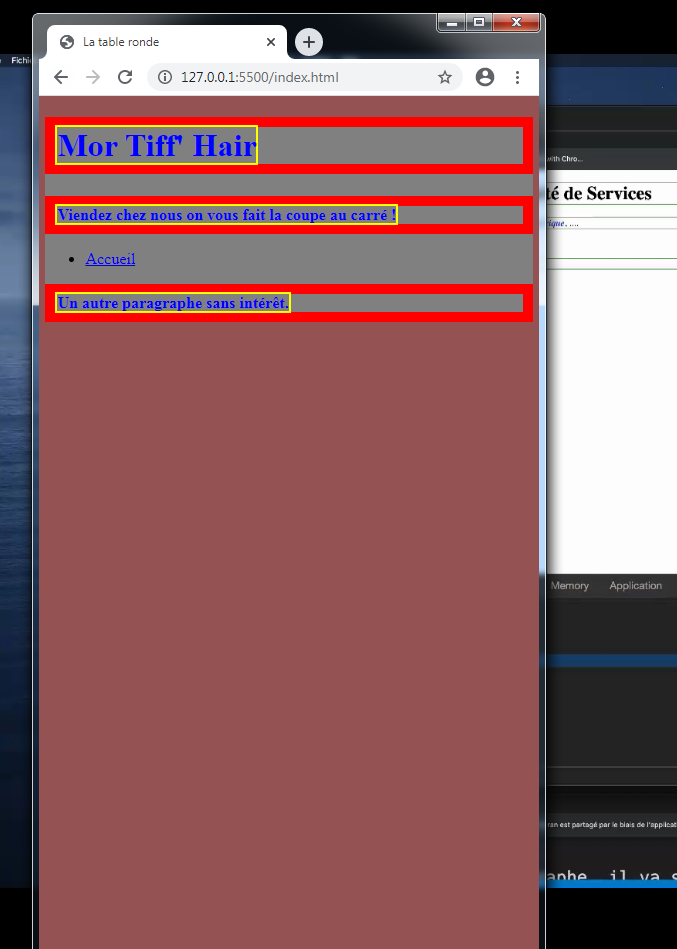 La table ronde
127.0.0.1:5500/index.html
Mor Tiff' Hair
Viendez chez nous on vous fait la coupe au carré !
Accueil
Un autre paragraphe sans intérêt.
with Chro...
té de Services
rique, ....
Memory Application
ran est partagé par le biais de l'applicat
aphe, il va s